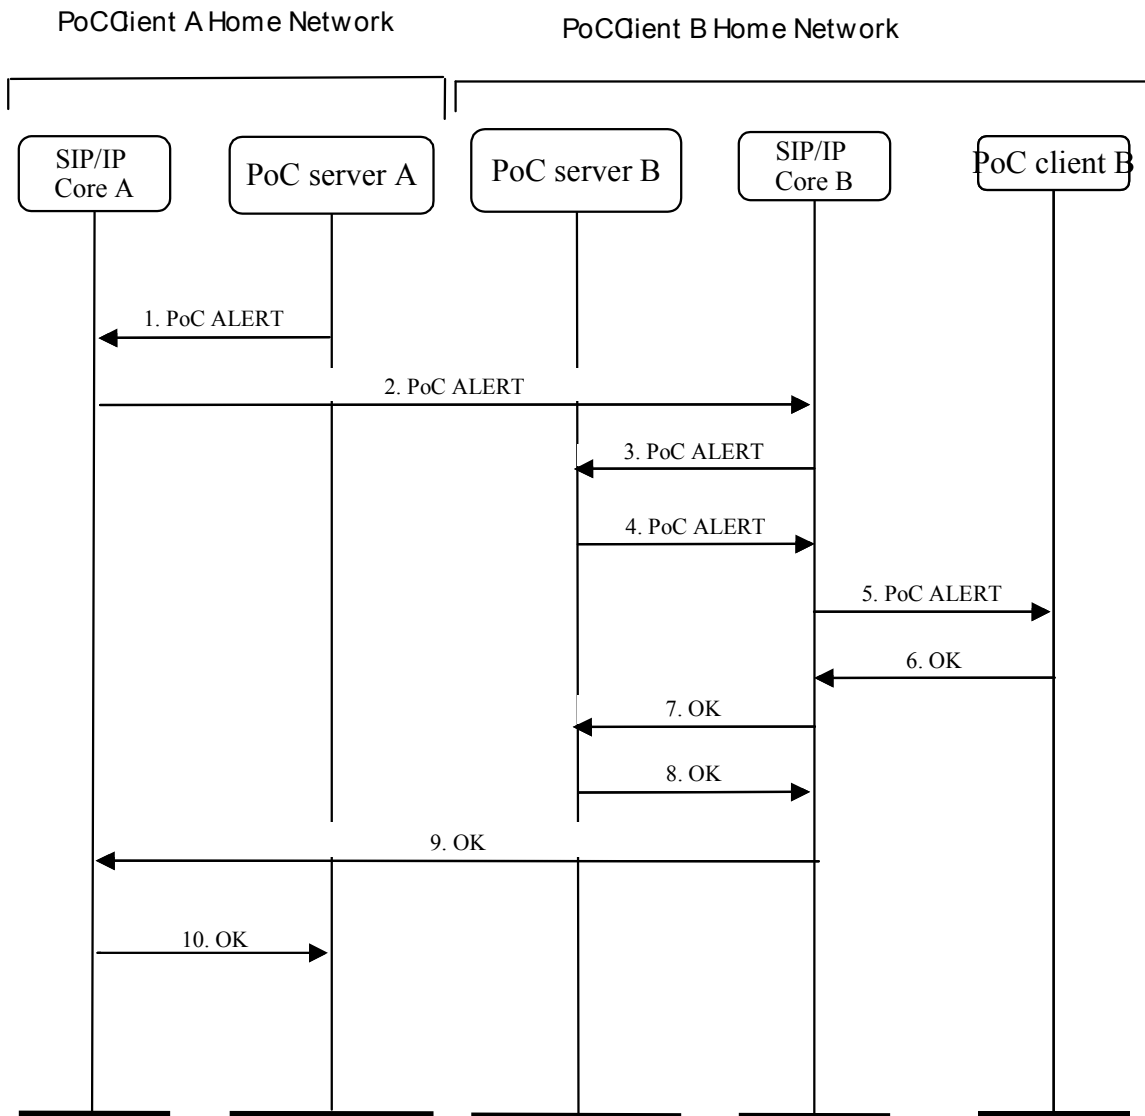 PoCClient A Home Network
PoCClient B Home Network
SIP/IP
Core A
PoC server A
PoC server B
SIP/IP
Core B
PoC client B
1. PoC ALERT
2. PoC ALERT
3. PoC ALERT
4. PoC ALERT
5. PoC ALERT
6. OK
7. OK
8. OK
9. OK
10. OK